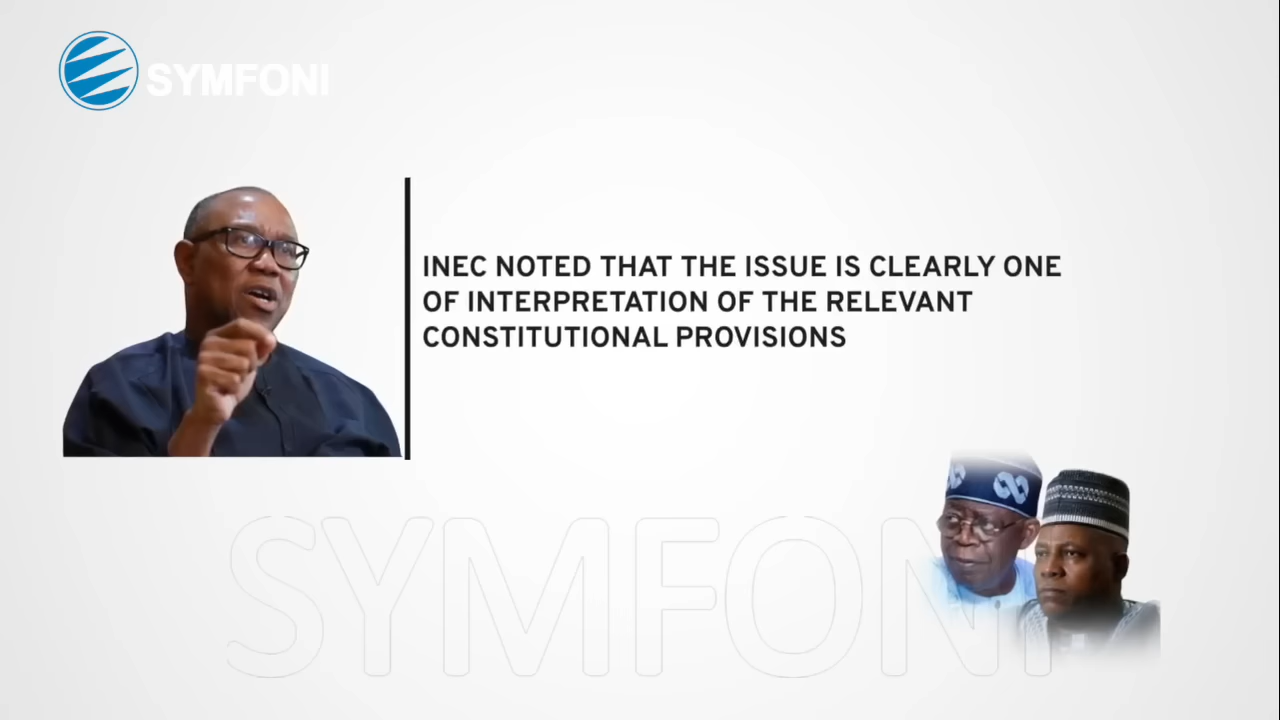 SYMFONI
INEC NOTED THAT THE ISSUE IS CLEARLY ONE
OF INTERPRETATION OF THE RELEVANT
CONSTITUTIONAL PROVISIONS
SYMFONI